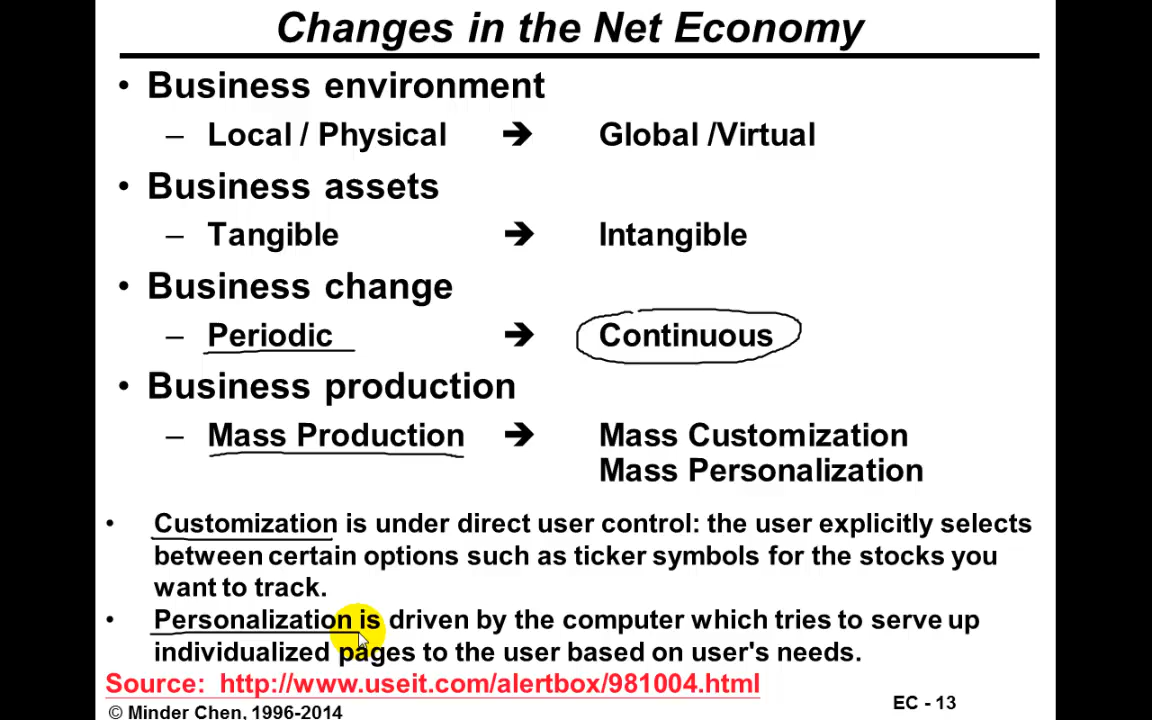 Changes in the Net Economy
• Business environment
– Local / Physical ➔ Global /Virtual
• Business assets
– Tangible ➔ Intangible
• Business change
– Periodic ➔ Continuous
• Business production
– Mass Production ➔ Mass Customization
Mass Personalization
• Customization is under direct user control: the user explicitly selects
between certain options such as ticker symbols for the stocks you
want to track.
• Personalization is driven by the computer which tries to serve up
individualized pages to the user based on user's needs.
Source: http://www.useit.com/alertbox/981004.html
© Minder Chen, 1996-2014 EC - 13